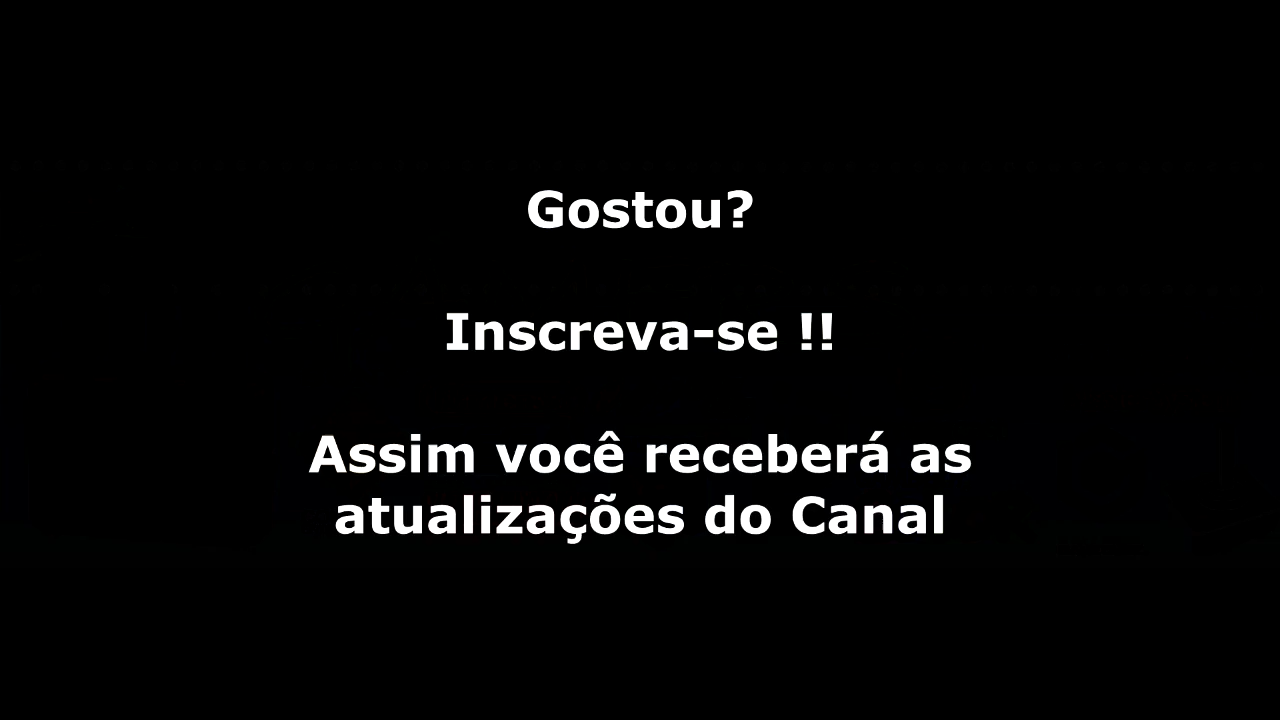 Gostou?
Inscreva-se !!
Assim você receberá as
atualizações do Canal